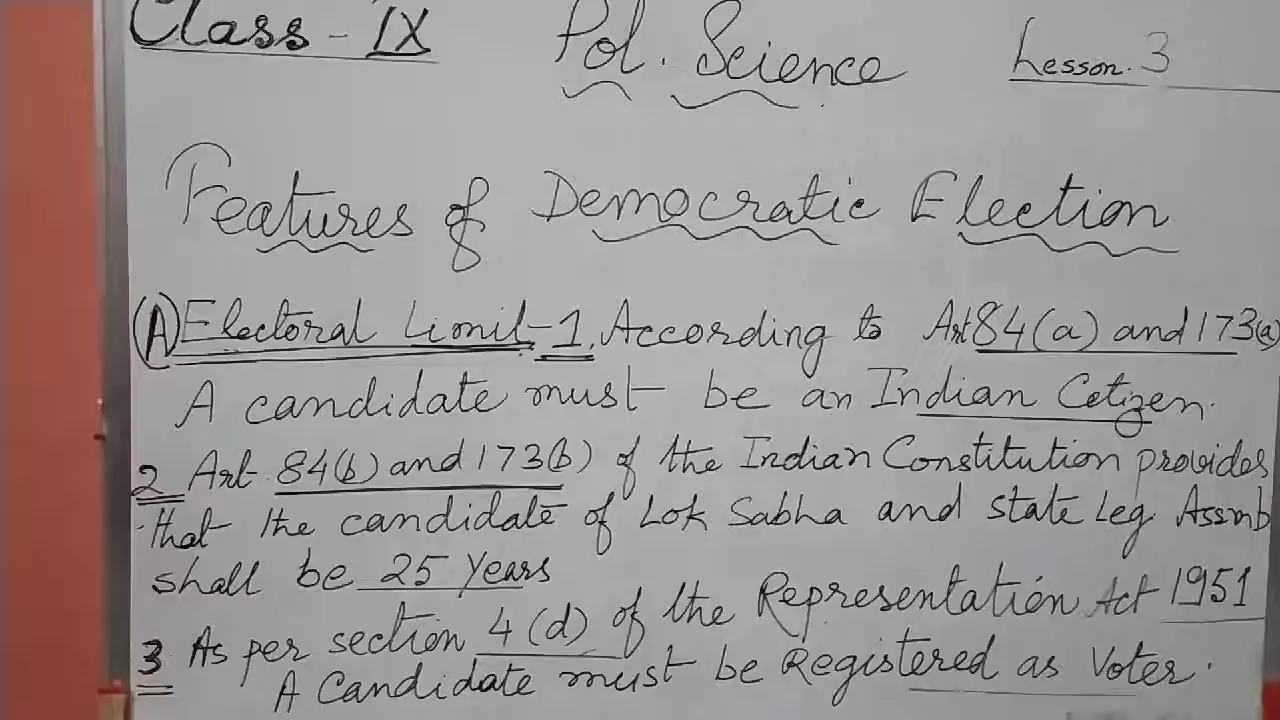 Class - IX Pol. Science Lesson. 3
Features of Democratic Election
(A) Electoral Limit-1. According to Art 84(a) and 173(a)
A candidate must be an Indian Cetizen.
2 Art 84(b) and 173(b) of the Indian Constitution provides
that the candidate of Lok Sabha and state Leg Assmb
shall be 25 Years
3 As per section 4(d) of the Representation Act 1951
A Candidate must be Registered as Voter.